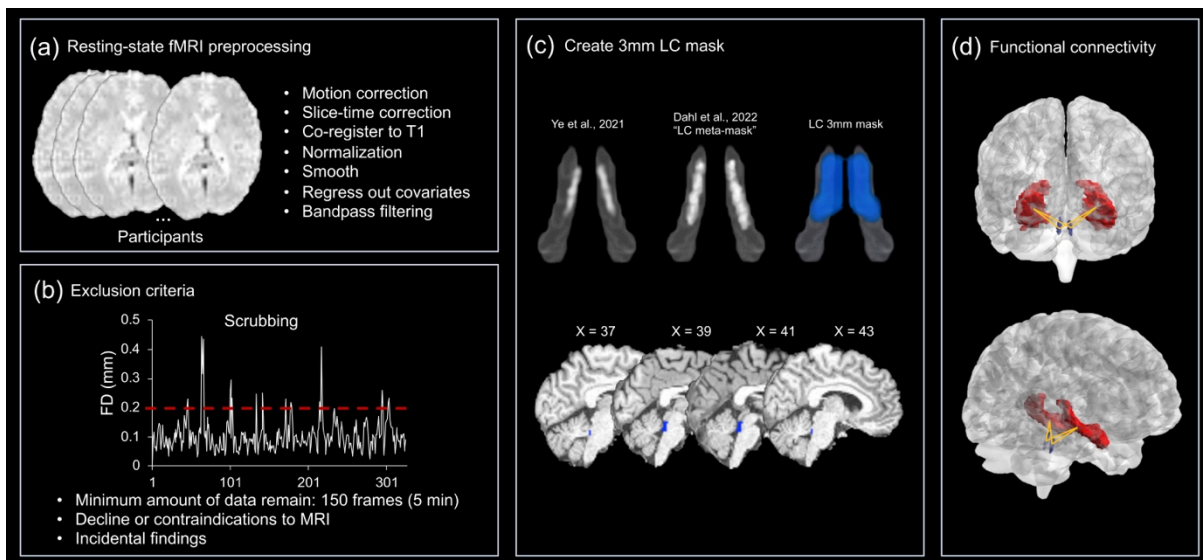 (a) Resting-state fMRI preprocessing
• Motion correction
• Slice-time correction
• Co-register to T1
• Normalization
• Smooth
• Regress out covariates
• Bandpass filtering
...
Participants
(b) Exclusion criteria
Scrubbing
FD (mm)
0.5
0.4
0.3
0.2
0.1
0
1 101 201 301
• Minimum amount of data remain: 150 frames (5 min)
• Decline or contraindications to MRI
• Incidental findings
(c) Create 3mm LC mask
Ye et al., 2021
Dahl et al., 2022
“LC meta-mask”
LC 3mm mask
X = 37 X = 39 X = 41 X = 43
(d) Functional connectivity